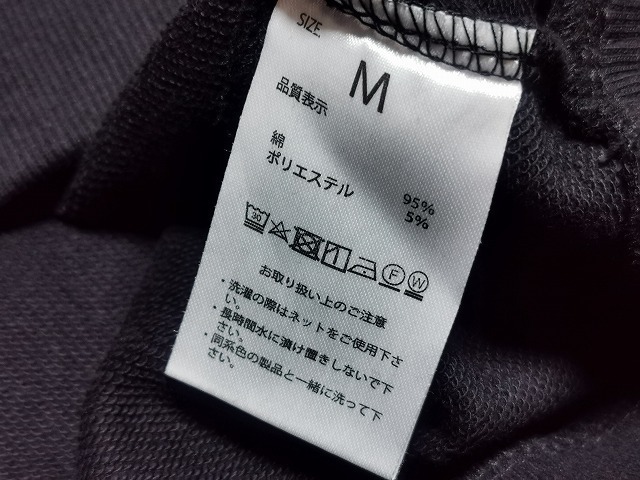 SIZE
M
品質表示
綿 95%
ポリエステル 5%
30 F W
お取り扱い上のご注意
・洗濯の際はネットをご使用下さ
い。
・長時間水に漬け置きしないで下
さい。
・同系色の製品と一緒に洗って下
さい。